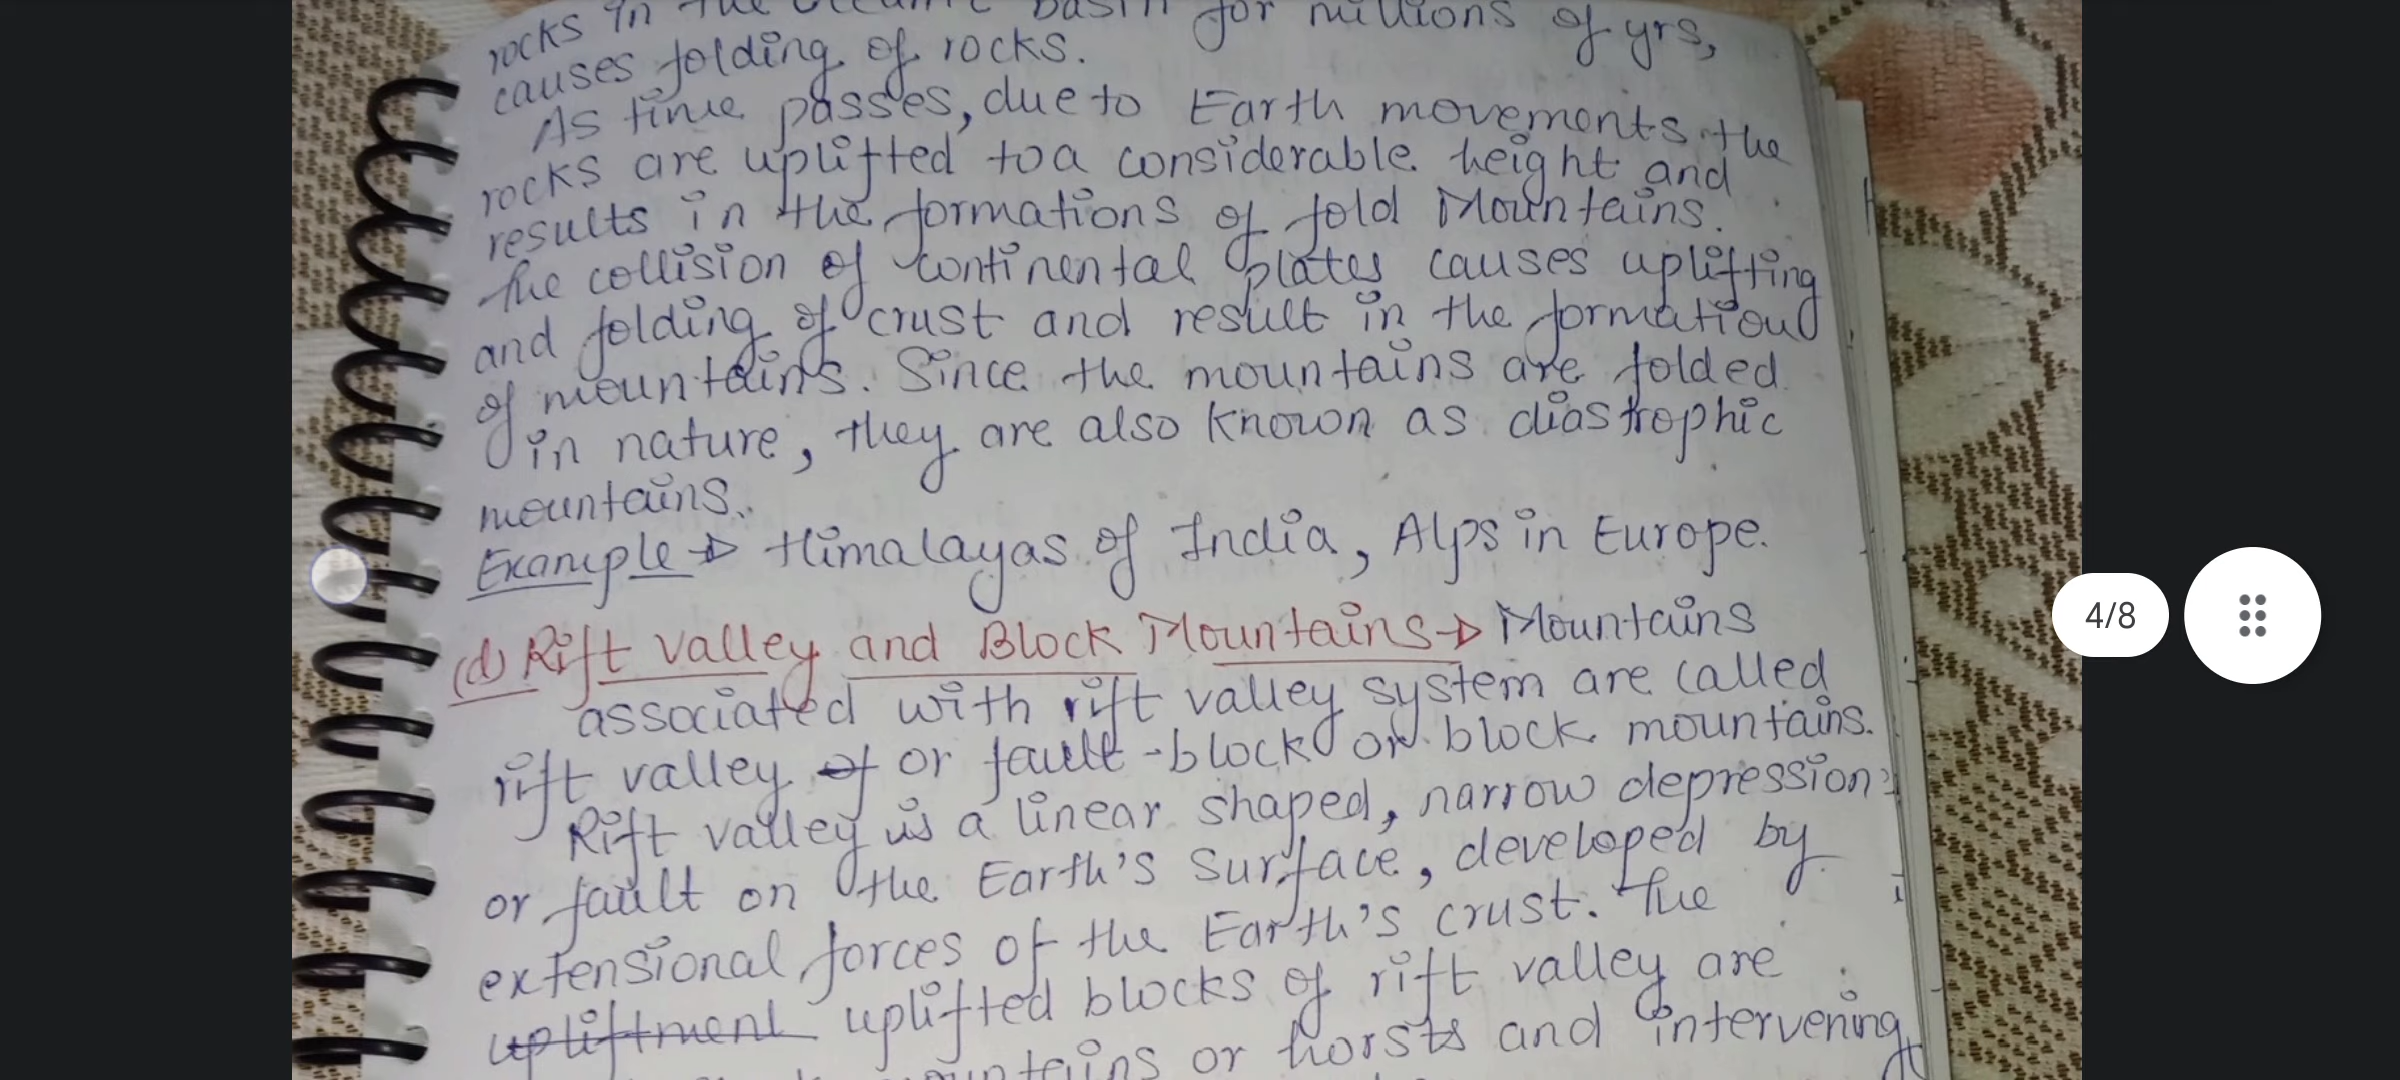 rocks in the oceanic basin for millions of yrs,
causes folding of rocks.
As time passes, due to Earth movements the
rocks are uplifted to a considerable height and
results in the formations of fold Mountains.
The collision of continental plates causes uplifting
and folding of crust and result in the formation
of mountains. Since the mountains are folded
in nature, they are also known as diastrophic
mountains.
Example → Himalayas of India, Alps in Europe.
(d) Rift valley and Block Mountains → Mountains
associated with rift valley system are called
rift valley of or fault-block or block mountains.
Rift valley is a linear shaped, narrow depression
or fault on the Earth's surface, developed by
extensional forces of the Earth's crust. The
upliftment uplifted blocks of rift valley are
mountains or horsts and intervening
4/8